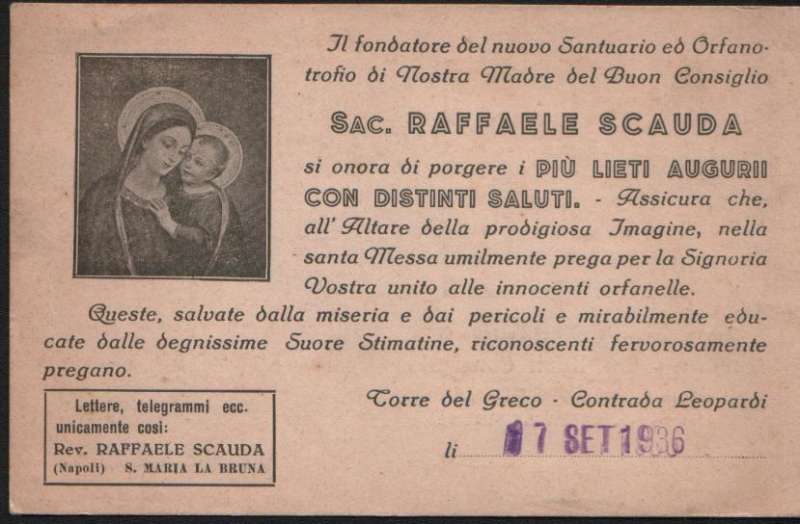 Il fondatore del nuovo Santuario ed Orfano-
trofio di Nostra Madre del Buon Consiglio
SAC. RAFFAELE SCAUDA
si onora di porgere i PIÙ LIETI AUGURII
CON DISTINTI SALUTI. - Assicura che,
all' Altare della prodigiosa Imagine, nella
santa Messa umilmente prega per la Signoria
Vostra unito alle innocenti orfanelle.
Queste, salvate dalla miseria e dai pericoli e mirabilmente edu-
cate dalle degnissime Suore Stimatine, riconoscenti fervorosamente
pregano.
Lettere, telegrammi ecc.
unicamente così:
Rev. RAFFAELE SCAUDA
(Napoli) S. MARIA LA BRUNA
Torre del Greco - Contrada Leopardi
li 7 SET 1936